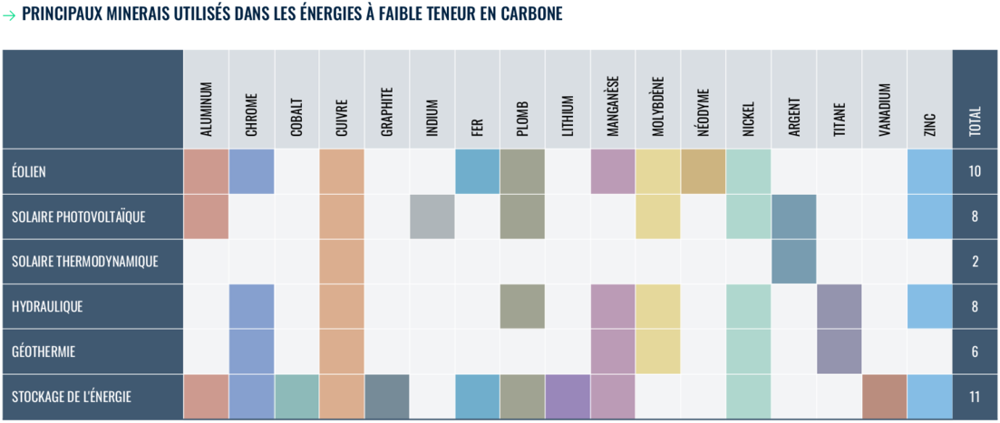 → PRINCIPAUX MINERAIS UTILISÉS DANS LES ÉNERGIES À FAIBLE TENEUR EN CARBONE
ALUMINUM CHROME COBALT CUIVRE GRAPHITE INDIUM FER PLOMB LITHIUM MANGANÈSE MOLYBDÈNE NÉODYME NICKEL ARGENT TITANE VANADIUM ZINC TOTAL
ÉOLIEN 10
SOLAIRE PHOTOVOLTAÏQUE 8
SOLAIRE THERMODYNAMIQUE 2
HYDRAULIQUE 8
GÉOTHERMIE 6
STOCKAGE DE L'ÉNERGIE 11